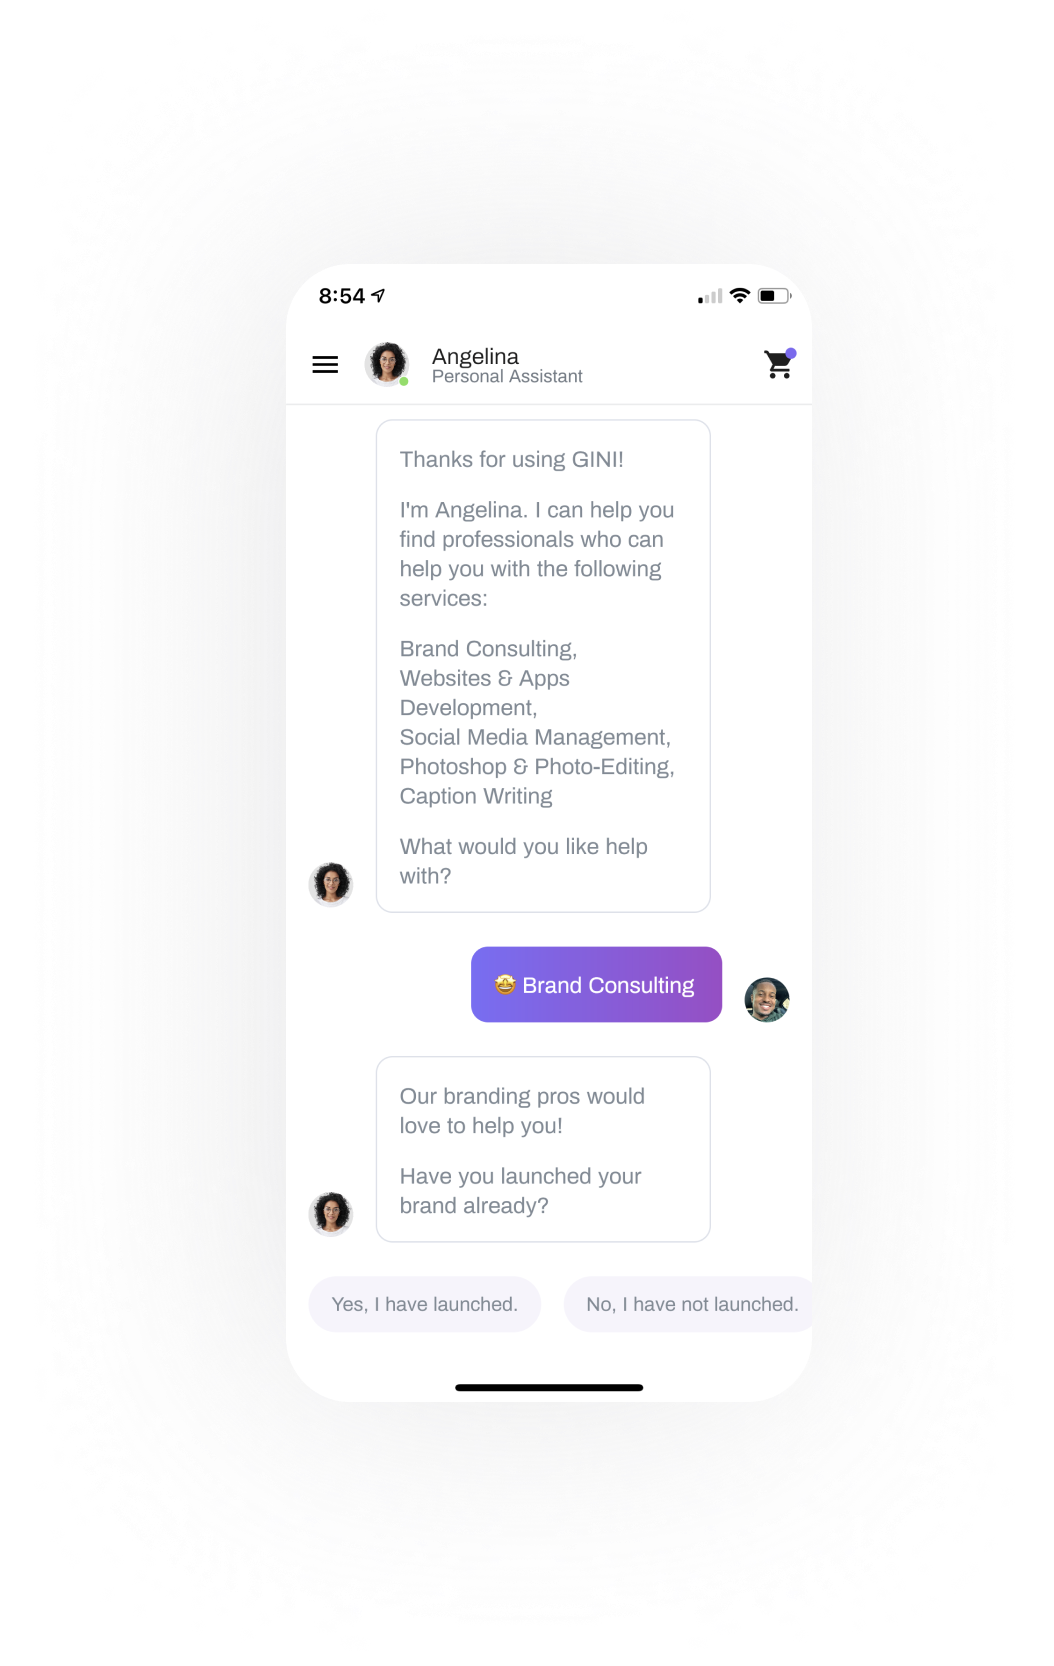 8:54
Angelina
Personal Assistant
Thanks for using GINI!
I'm Angelina. I can help you
find professionals who can
help you with the following
services:
Brand Consulting,
Websites & Apps
Development,
Social Media Management,
Photoshop & Photo-Editing,
Caption Writing
What would you like help
with?
🤩 Brand Consulting
Our branding pros would
love to help you!
Have you launched your
brand already?
Yes, I have launched.
No, I have not launched.